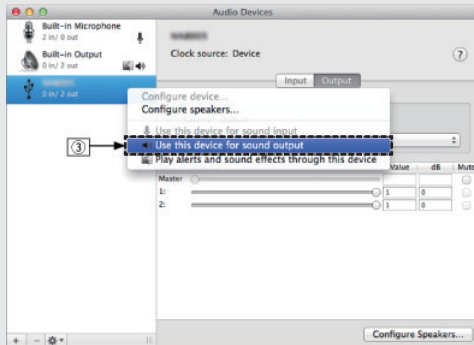 Audio Devices
Built-in Microphone
2 in/ 0 out
Built-in Output
0 in/ 2 out
0 in/ 2 out
Clock source: Device
?
Input Output
Configure device...
Configure speakers...
Use this device for sound input
③
Use this device for sound output
Play alerts and sound effects through this device
Value dB Mute
Master
1: 1 0
2: 1 0
Configure Speakers...